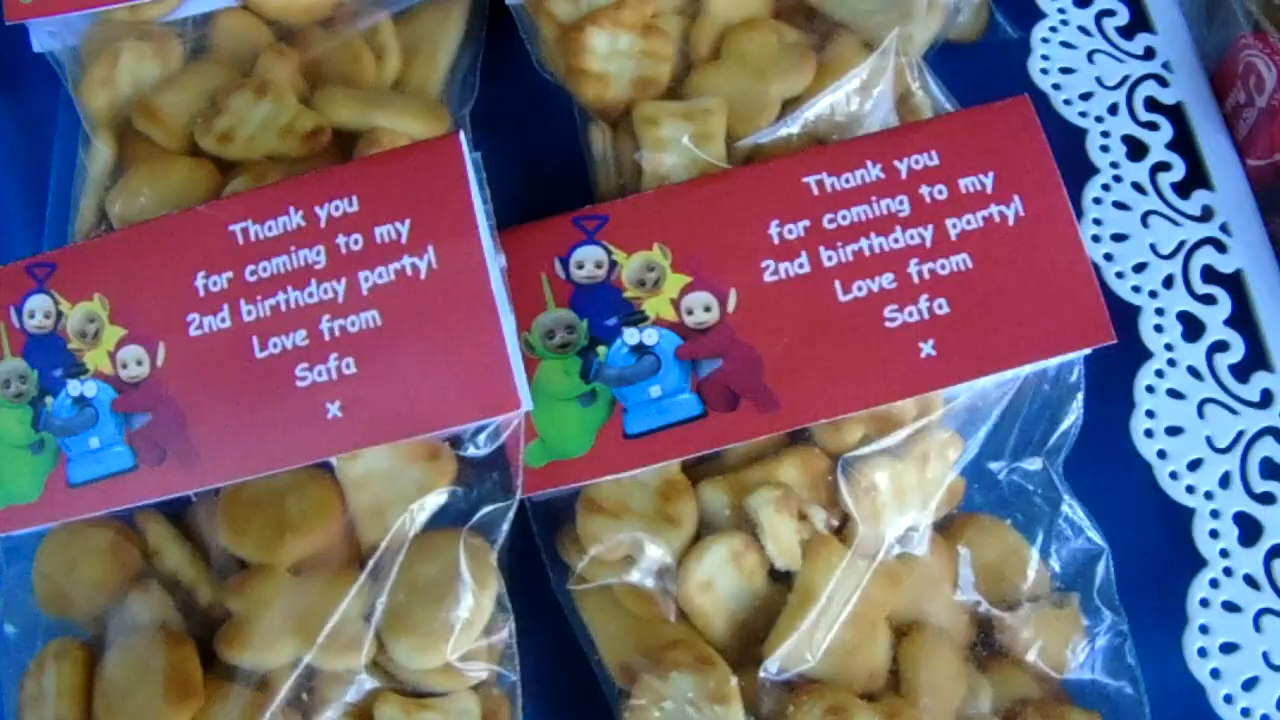 Thank you
for coming to my
2nd birthday party!
Love from
Safa
x
Thank you
for coming to my
2nd birthday party!
Love from
Safa
x